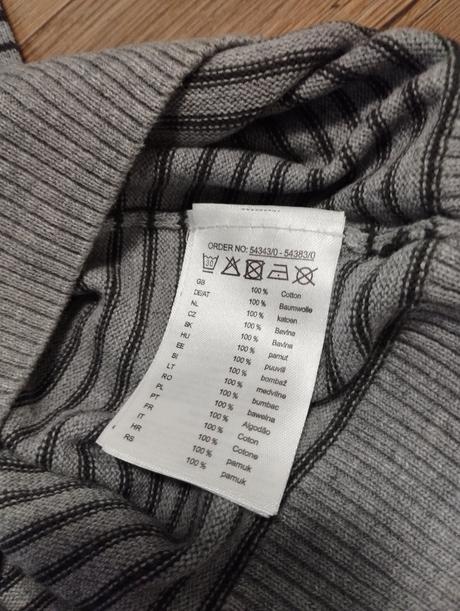 ORDER NO: 54343/0 - 54383/0
30
GB 100 % Cotton
DE/AT 100 % Baumwolle
NL 100 % katoen
CZ 100 % Bavlna
SK 100 % Bavlna
HU 100 % pamut
EE 100 % puuvill
SI 100 % bombaž
LT 100 % medvilnė
RO 100 % bumbac
PL 100 % bawełna
PT 100 % Algodão
FR 100 % Coton
IT 100 % Cotone
HR 100 % pamuk
RS 100 % pamuk